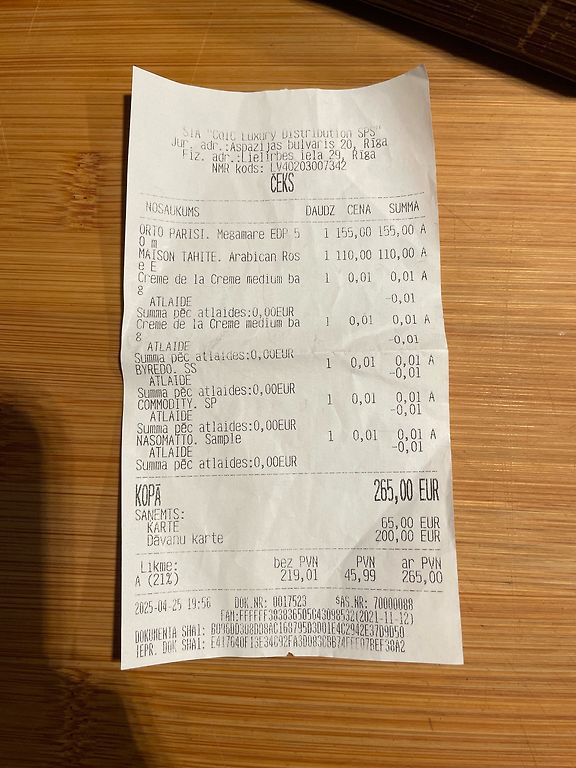 SIA "CdlC Luxury Distribution SPS"
Jur. adr.:Aspazijas bulvāris 20, Rīga
Fiz. adr.:Lielirbes iela 29, Rīga
NMR kods: LV40203007342
ČEKS
NOSAUKUMS DAUDZ CENA SUMMA
ORTO PARISI. Megamare EDP 5 1 155,00 155,00 A
0 m
MAISON TAHITE. Arabican Ros 1 110,00 110,00 A
e E
Creme de la Creme medium ba 1 0,01 0,01 A
g
ATLAIDE -0,01
Summa pēc atlaides:0,00EUR
Creme de la Creme medium ba 1 0,01 0,01 A
g
ATLAIDE -0,01
Summa pēc atlaides:0,00EUR
BYREDO. SS 1 0,01 0,01 A
ATLAIDE -0,01
Summa pēc atlaides:0,00EUR
COMMODITY. SP 1 0,01 0,01 A
ATLAIDE -0,01
Summa pēc atlaides:0,00EUR
NASOMATTO. Sample 1 0,01 0,01 A
ATLAIDE -0,01
Summa pēc atlaides:0,00EUR
KOPĀ 265,00 EUR
SAŅEMTS:
KARTE 65,00 EUR
Dāvanu karte 200,00 EUR
Likme: bez PVN PVN ar PVN
A (21%) 219,01 45,99 265,00
2025-04-25 19:56 DOK.NR: 0017523 SAS.NR: 70000088
DOKUMENTA SHA1:
IEPR. DOK SHA1: